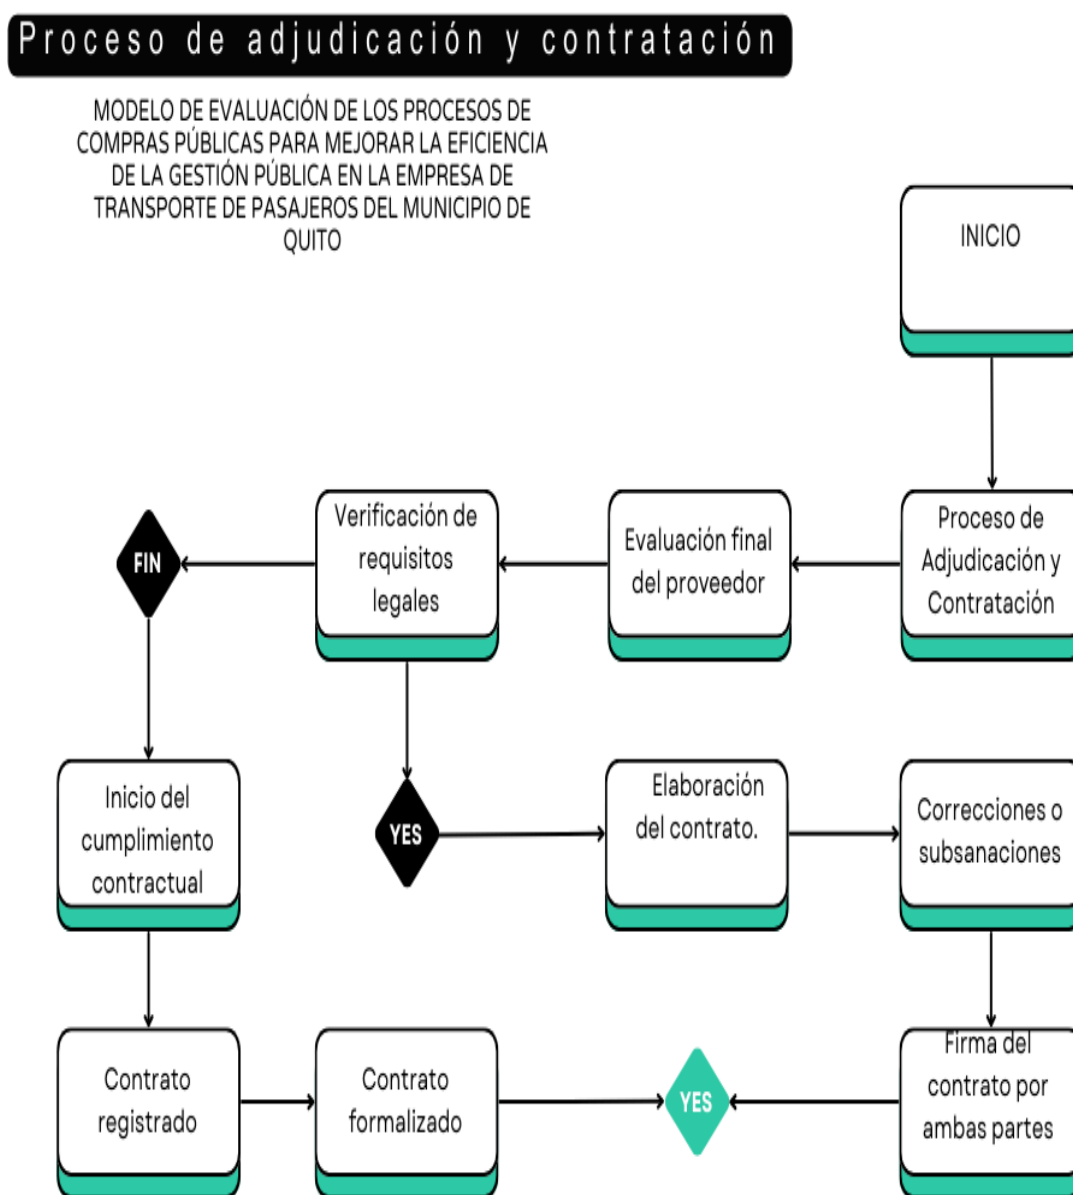 Proceso de adjudicación y contratación
MODELO DE EVALUACIÓN DE LOS PROCESOS DE
COMPRAS PÚBLICAS PARA MEJORAR LA EFICIENCIA
DE LA GESTIÓN PÚBLICA EN LA EMPRESA DE
TRANSPORTE DE PASAJEROS DEL MUNICIPIO DE
QUITO
INICIO
Proceso de
Adjudicación y
Contratación
Evaluación final
del proveedor
Verificación de
requisitos
legales
FIN
Inicio del
cumplimiento
contractual
YES
Elaboración
del contrato.
Correcciones o
subsanaciones
Contrato
registrado
Contrato
formalizado
YES
Firma del
contrato por
ambas partes